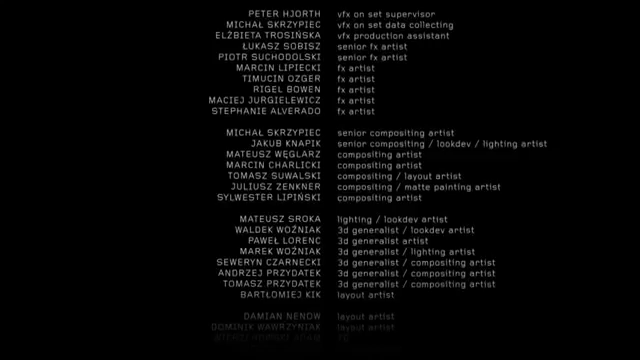 PETER HJORTH vfx on set supervisor
MICHAŁ SKRZYPIEC vfx on set data collecting
ELŻBIETA TROSIŃSKA vfx production assistant
ŁUKASZ SOBISZ senior fx artist
PIOTR SUCHODOLSKI senior fx artist
MARCIN LIPIECKI fx artist
TIMUCIN OZGER fx artist
RIGEL BOWEN fx artist
MACIEJ JURGIELEWICZ fx artist
STEPHANIE ALVERADO fx artist
MICHAŁ SKRZYPIEC senior compositing artist
JAKUB KNAPIK senior compositing / lookdev / lighting artist
MATEUSZ WĘGLARZ compositing artist
MARCIN CHARLICKI compositing artist
TOMASZ SUWALSKI compositing / layout artist
JULIUSZ ZENKNER compositing / matte painting artist
SYLWESTER LIPIŃSKI compositing artist
MATEUSZ SROKA lighting / lookdev artist
WALDEK WOŹNIAK 3d generalist / lookdev artist
PAWEŁ LORENC 3d generalist artist
MAREK WOŹNIAK 3d generalist / lighting artist
SEWERYN CZARNECKI 3d generalist / compositing artist
ANDRZEJ PRZYDATEK 3d generalist / compositing artist
TOMASZ PRZYDATEK 3d generalist / compositing artist
BARTŁOMIEJ KIK layout artist
DAMIAN NENOW layout artist
DOMINIK WAWRZYNIAK layout artist